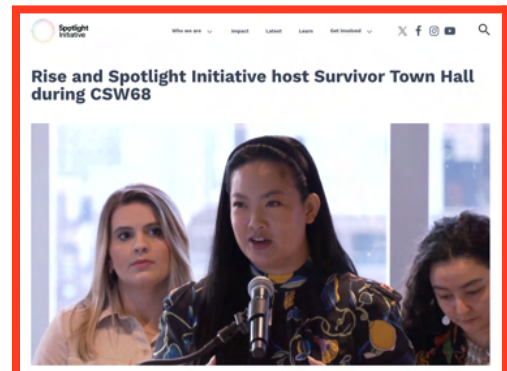 Spotlight
Initiative
Who we are
Impact
Latest
Learn
Get Involved
Rise and Spotlight Initiative host Survivor Town Hall
during CSW68